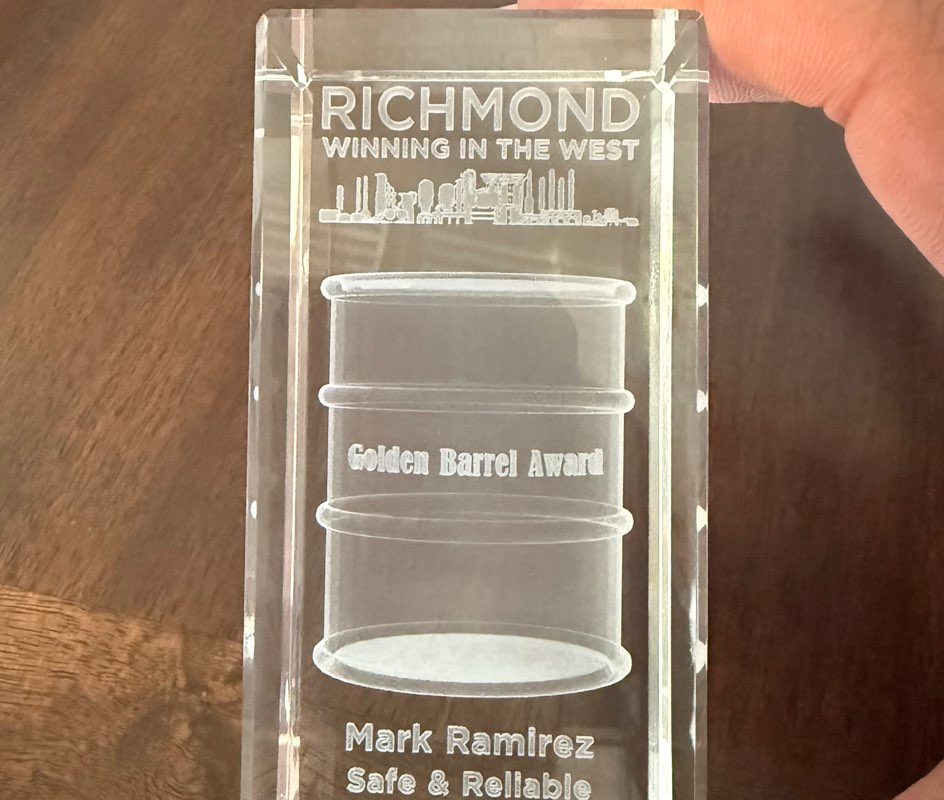 RICHMOND
WINNING IN THE WEST
Golden Barrel Award
Mark Ramirez
Safe & Reliable